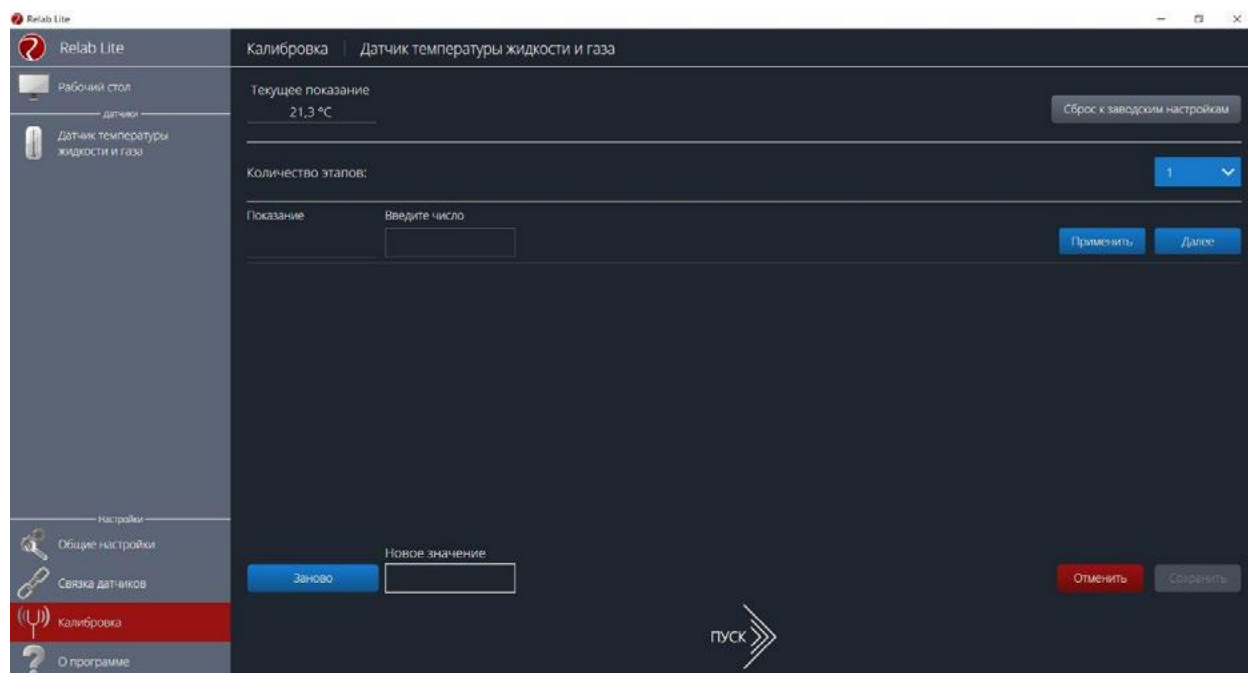 Relab Lite
Relab Lite
Рабочий стол
датчики
Датчик температуры
жидкости и газа
Настройки
Общие настройки
Связка датчиков
Калибровка
О программе
Калибровка | Датчик температуры жидкости и газа
Текущее показание
21,3 °C
Сброс к заводским настройкам
Количество этапов:
1
Показание Введите число
Применить Далее
Новое значение
Заново
Отменить Сохранить
ПУСК